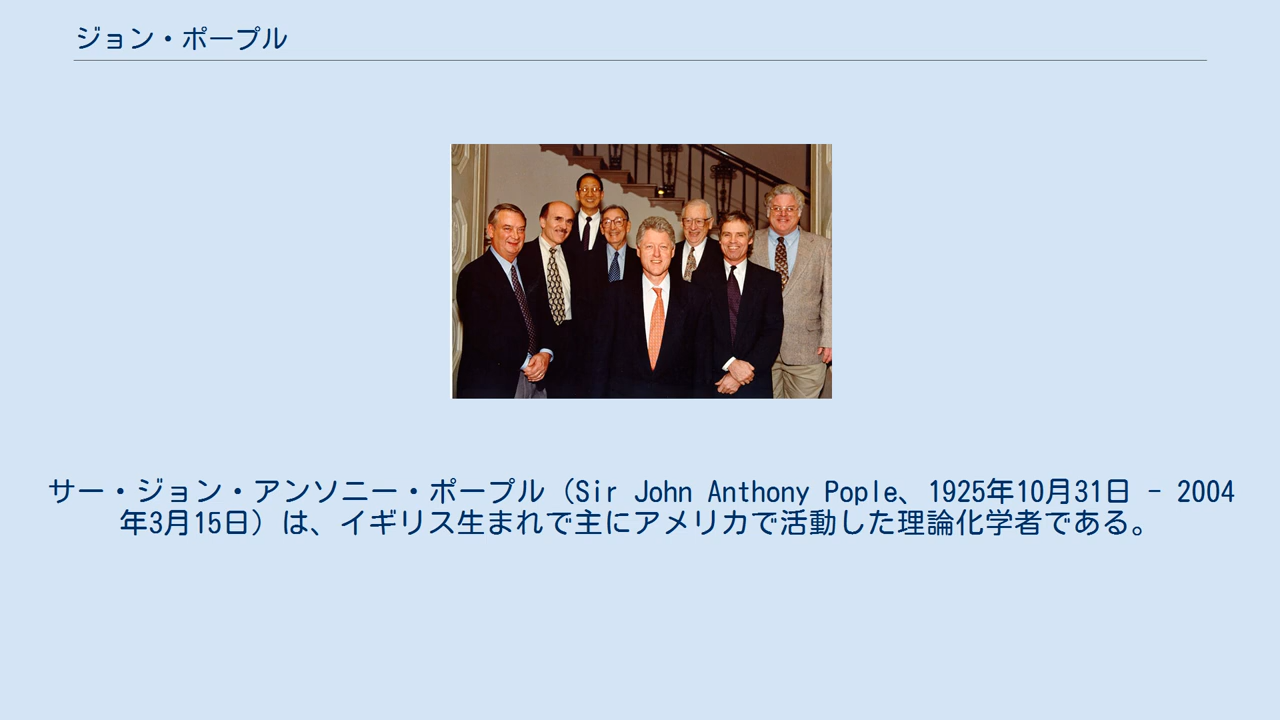 ジョン・ポープル
サー・ジョン・アンソニー・ポープル（Sir John Anthony Pople、1925年10月31日 - 2004
年3月15日）は、イギリス生まれで主にアメリカで活動した理論化学者である。